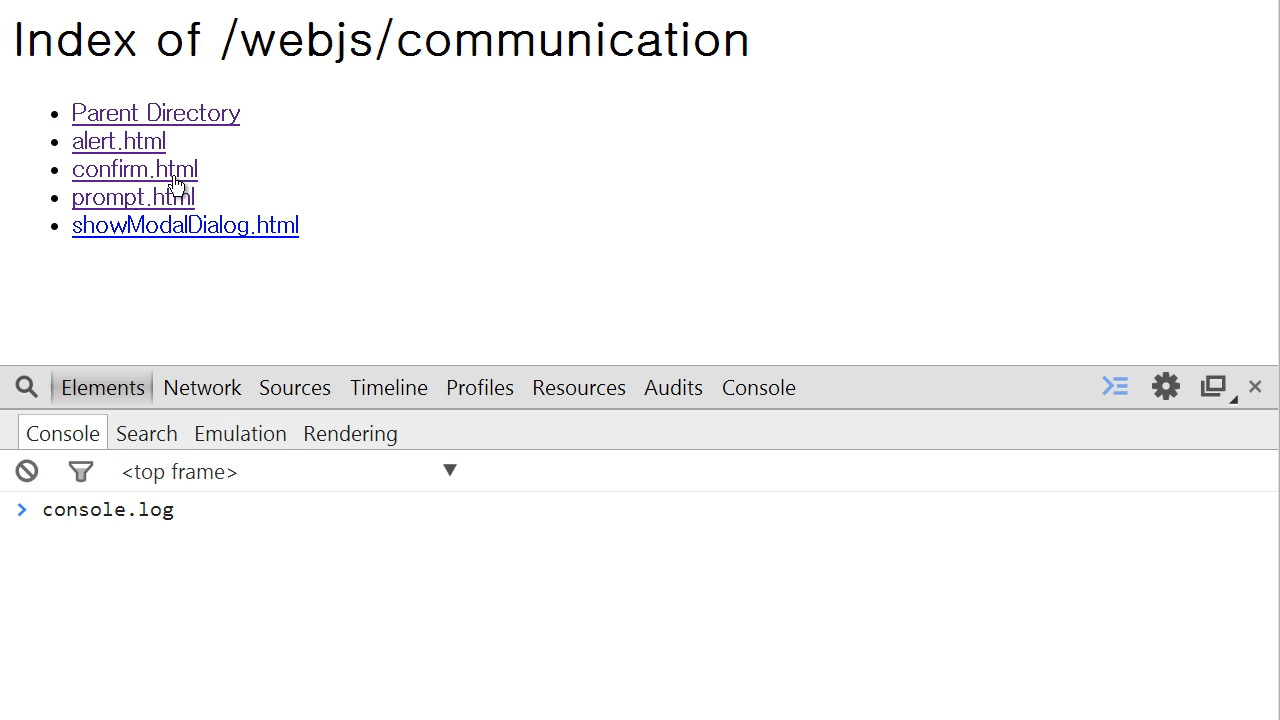 Index of /webjs/communication
Parent Directory
alert.html
confirm.html
prompt.html
showModalDialog.html
Elements Network Sources Timeline Profiles Resources Audits Console
Console Search Emulation Rendering
<top frame>
console.log